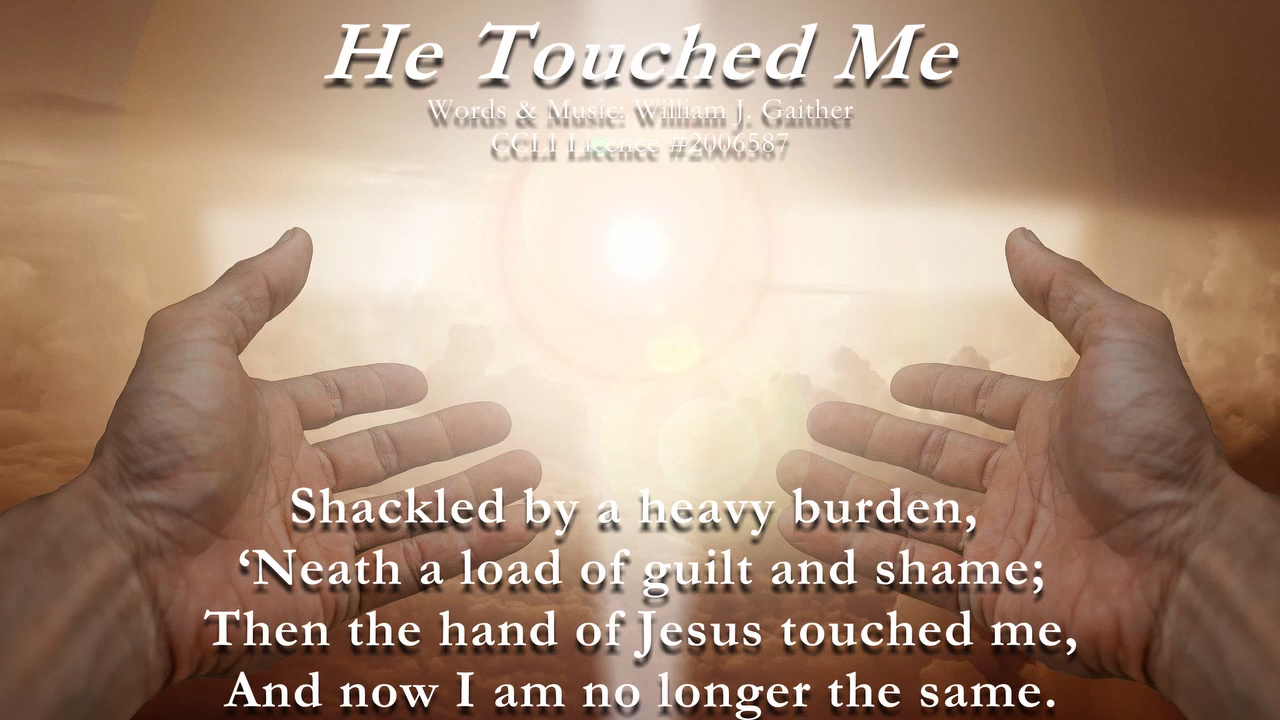 He Touched Me
Words & Music: William J. Gaither
CCLI Licence #2006587
Shackled by a heavy burden,
‘Neath a load of guilt and shame;
Then the hand of Jesus touched me,
And now I am no longer the same.